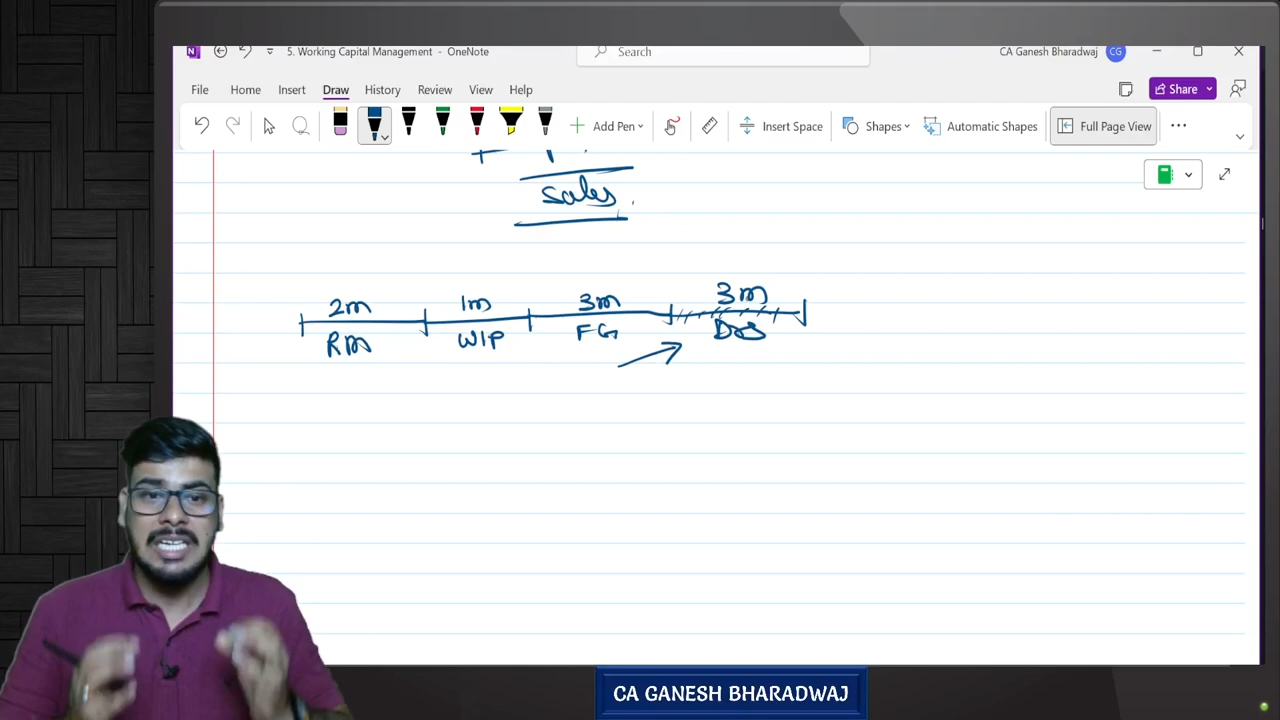 5. Working Capital Management - OneNote
Search
CA Ganesh Bharadwaj
CG
File Home Insert Draw History Review View Help
Share
Add Pen
Insert Space
Shapes
Automatic Shapes
Full Page View
sales
2m 1m 3m 3m
RM WIP FG
CA GANESH BHARADWAJ